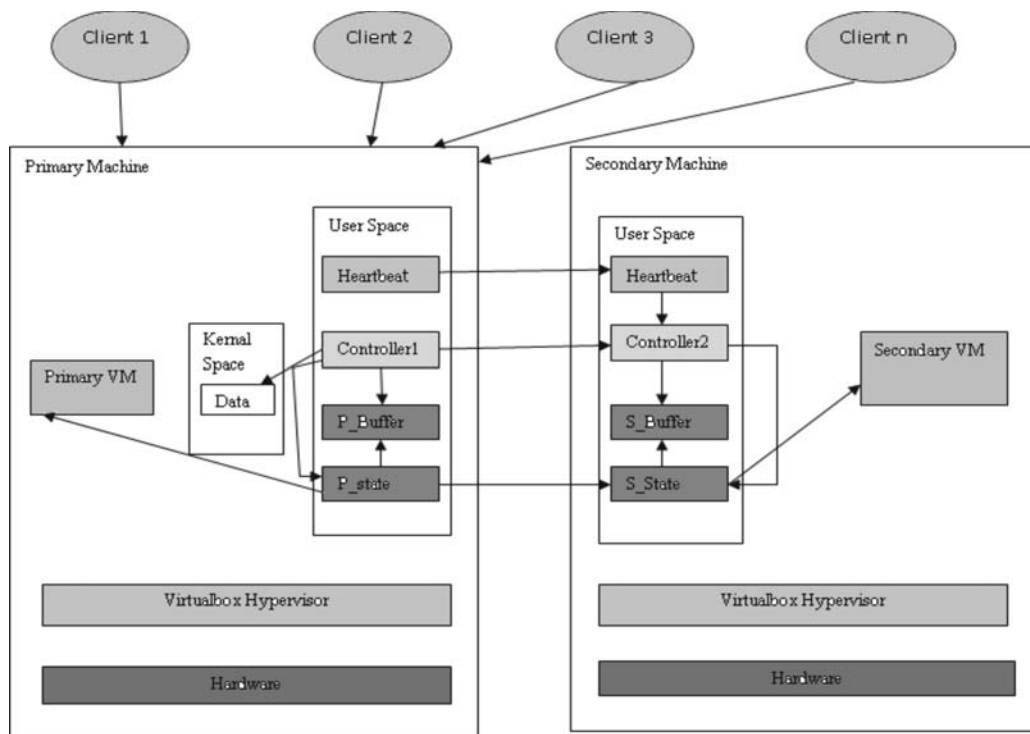 Client 1
Client 2
Client 3
Client n
Primary Machine
Secondary Machine
User Space
Heartbeat
Controller1
P_Buffer
P_state
Kernal
Space
Data
Primary VM
User Space
Heartbeat
Controller2
S_Buffer
S_State
Secondary VM
Virtualbox Hypervisor
Hardware
Virtualbox Hypervisor
Hardware